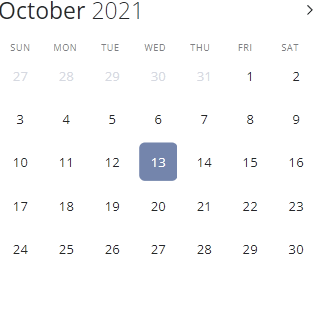 October 2021 >
SUN MON TUE WED THU FRI SAT
27 28 29 30 31 1 2
3 4 5 6 7 8 9
10 11 12 13 14 15 16
17 18 19 20 21 22 23
24 25 26 27 28 29 30